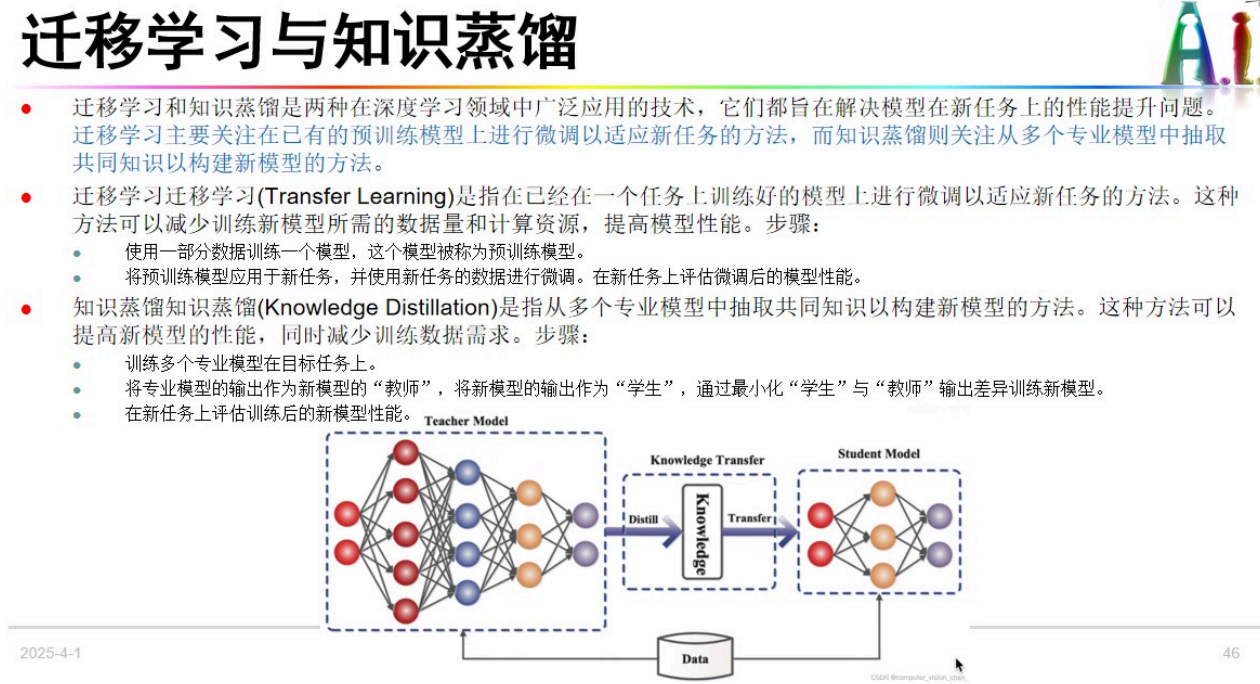 迁移学习与知识蒸馏
A.I.
迁移学习和知识蒸馏是两种在深度学习领域中广泛应用的技术，它们都旨在解决模型在新任务上的性能提升问题。
迁移学习主要关注在已有的预训练模型上进行微调以适应新任务的方法，而知识蒸馏则关注从多个专业模型中抽取
共同知识以构建新模型的方法。
迁移学习迁移学习(Transfer Learning)是指在已经在一个任务上训练好的模型上进行微调以适应新任务的方法。这种
方法可以减少训练新模型所需的数据量和计算资源，提高模型性能。步骤：
使用一部分数据训练一个模型，这个模型被称为预训练模型。
将预训练模型应用于新任务，并使用新任务的数据进行微调。在新任务上评估微调后的模型性能。
知识蒸馏知识蒸馏(Knowledge Distillation)是指从多个专业模型中抽取共同知识以构建新模型的方法。这种方法可以
提高新模型的性能，同时减少训练数据需求。步骤：
训练多个专业模型在目标任务上。
将专业模型的输出作为新模型的“教师”，将新模型的输出作为“学生”，通过最小化“学生”与“教师”输出差异训练新模型。
在新任务上评估训练后的新模型性能。
Teacher Model
Knowledge Transfer
Student Model
Distill
Knowledge
Transfer
Data
2025-4-1
46
CSDN @computer_vision_chen